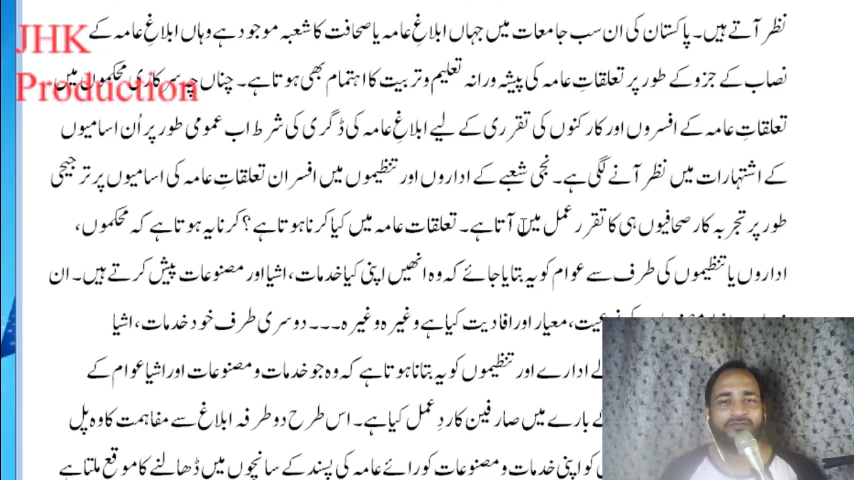 JHK
Production
نظر آتے ہیں۔ پاکستان کی ان سب جامعات میں جہاں ابلاغِ عامہ یا صحافت کا شعبہ موجود ہے وہاں ابلاغِ عامہ کے
نصاب کے جزو کے طور پر تعلقاتِ عامہ کی پیشہ ورانہ تعلیم و تربیت کا اہتمام بھی ہوتا ہے۔ چناں چہ سرکاری محکموں میں
تعلقاتِ عامہ کے افسروں اور کارکنوں کی تقرری کے لیے ابلاغِ عامہ کی ڈگری کی شرط اب عمومی طور پر اُن اسامیوں
کے اشتہارات میں نظر آنے لگی ہے۔ نجی شعبے کے اداروں اور تنظیموں میں افسران تعلقاتِ عامہ کی اسامیوں پر ترجیحی
طور پر تجربہ کار صحافیوں ہی کا تقرر عمل میں آتا ہے۔ تعلقات عامہ میں کیا کرنا ہوتا ہے؟ کرنا یہ ہوتا ہے کہ محکموں،
اداروں یا تنظیموں کی طرف سے عوام کو یہ بتایا جائے کہ وہ انھیں اپنی کیا خدمات، اشیا اور مصنوعات پیش کرتے ہیں۔ ان
معیار اور افادیت کیا ہے وغیرہ وغیرہ۔۔۔ دوسری طرف خود خدمات، اشیا
ادارے اور تنظیموں کو یہ بتانا ہوتا ہے کہ وہ جو خدمات و مصنوعات اور اشیا عوام کے
بارے میں صارفین کا ردِ عمل کیا ہے۔ اس طرح دو طرفہ ابلاغ سے مفاہمت کا وہ پل
کو اپنی خدمات و مصنوعات کو رائے عامہ کی پسند کے سانچوں میں ڈھالنے کا موقع ملتا ہے